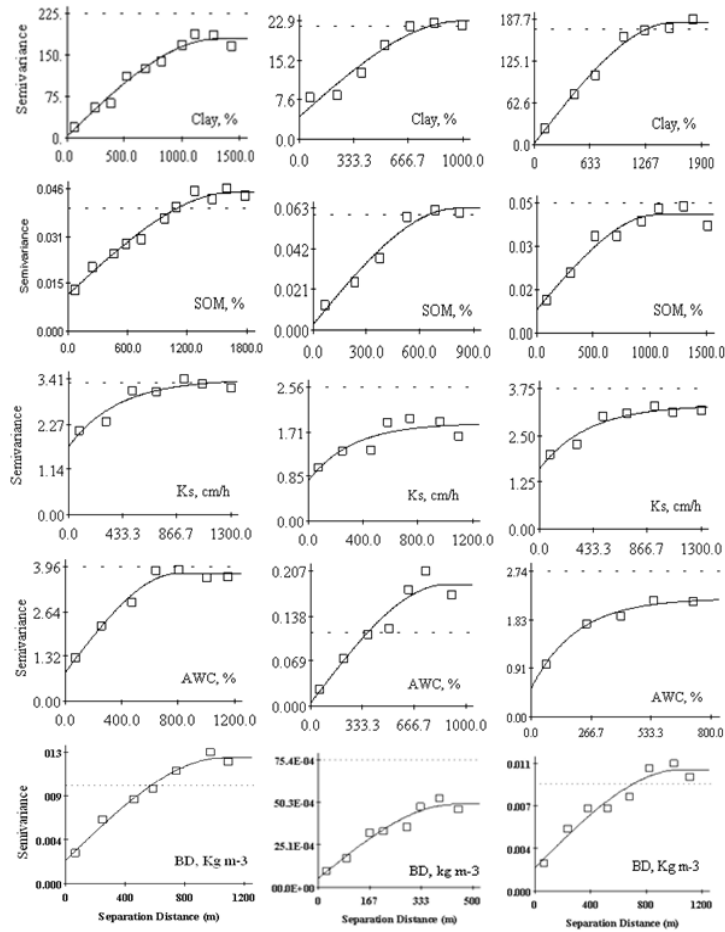 225
150.
75.
0.0
0.0 500.0 1000.0 1500.0
Semivariance
Clay, %
22.9
15.2
7.6
0.0
0.0 333.3 666.7 1000.0
Clay, %
187.7
125.1
62.6
0.0
0 633 1267 1900
Clay, %
0.046
0.031
0.015
0.000
0.0 600.0 1200.0 1800.0
Semivariance
SOM, %
0.063
0.042
0.021
0.000
0.0 300.0 600.0 900.0
SOM, %
0.05
0.03
0.02
0.00
0.0 500.0 1000.0 1500.0
SOM, %
3.41
2.27
1.14
0.00
0.0 433.3 866.7 1300.0
Semivariance
Ks, cm/h
2.56
1.71
0.85
0.00
0.0 400.0 800.0 1200.0
Ks, cm/h
3.75
2.50
1.25
0.00
0.0 433.3 866.7 1300.0
Ks, cm/h
3.96
2.64
1.32
0.00
0.0 400.0 800.0 1200.0
Semivariance
AWC, %
0.207
0.138
0.069
0.000
0.0 333.3 666.7 1000.0
AWC, %
2.74
1.83
0.91
0.00
0.0 266.7 533.3 800.0
AWC, %
013
009
0.004
0.000
0 400 800 1200
Semivariance
BD, Kg m-3
Separation Distance (m)
75.4E-04
50.3E-04
25.1E-04
00.0E+00
0 167 333 500
BD, kg m-3
Separation Distance (m)
0.011
0.007
0.004
0.000
0 400 800 1200
BD, Kg m-3
Separation Distance (m)